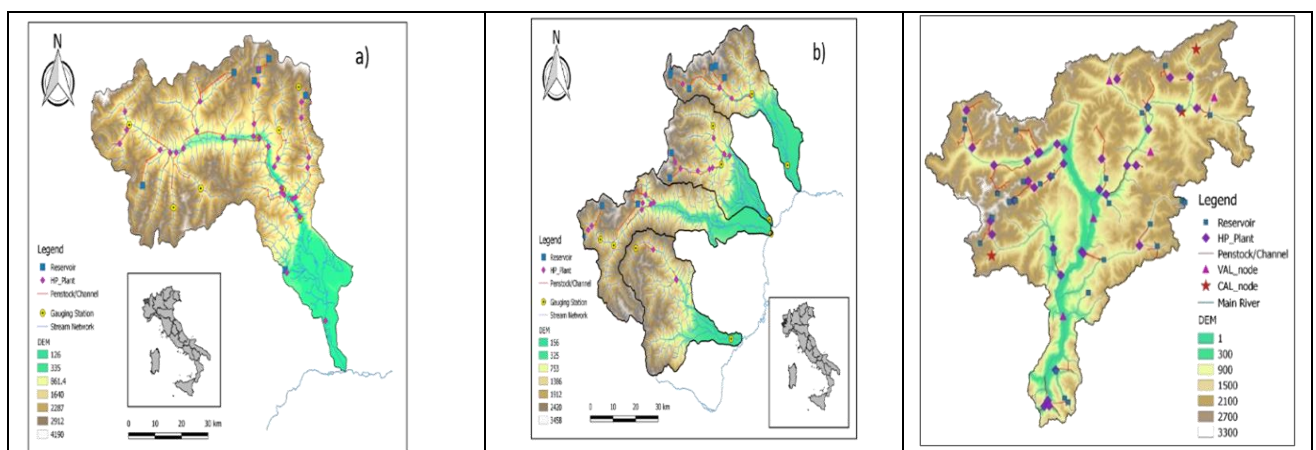 N
a)
Legend
Reservoir
HP_Plant
Penstock/Channel
Gauging Station
Stream Network
DEM
126
335
861.4
1640
2287
2912
4190
0 10 20 30 km
N
b)
Legend
Reservoir
HP_Plant
Penstock/Channel
Gauging Station
Stream Network
DEM
156
325
753
1386
1912
2420
3458
0 10 20 30 km
Legend
Reservoir
HP_Plant
Penstock/Channel
VAL_node
CAL_node
Main River
DEM
1
300
900
1500
2100
2700
3300